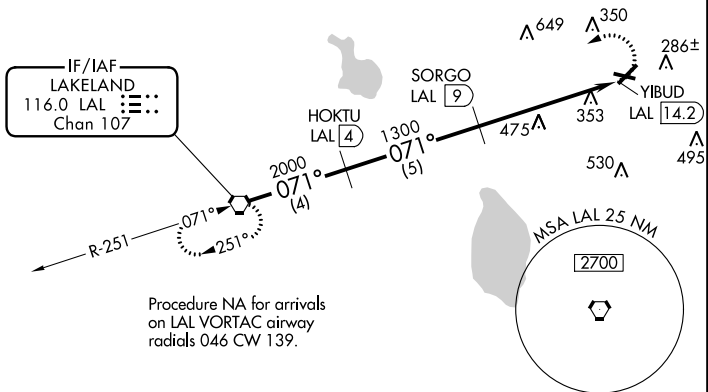 649
350
286±
IF/IAF
LAKELAND
116.0 LAL
Chan 107
SORGO
LAL 9
YIBUD
LAL 14.2
HOKTU
LAL 4
475
353
1300
071°
(5)
495
530
2000
071°
(4)
071°
R-251
251°
MSA LAL 25 NM
2700
Procedure NA for arrivals
on LAL VORTAC airway
radials 046 CW 139.